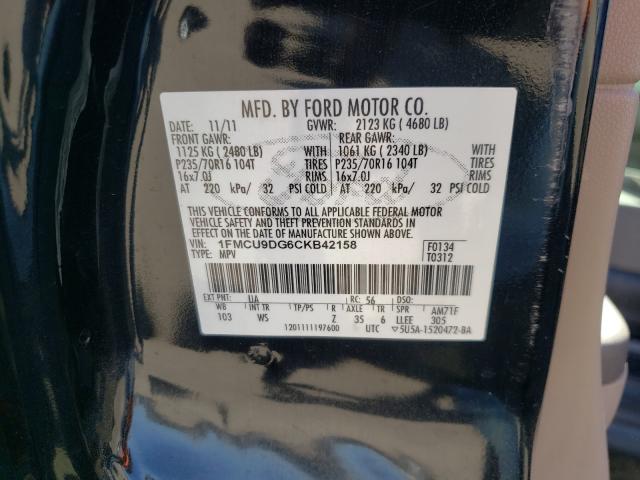 MFD. BY FORD MOTOR CO.
DATE: 11/11 GVWR: 2123 KG ( 4680 LB)
FRONT GAWR: REAR GAWR:
1125 KG ( 2480 LB) WITH 1061 KG ( 2340 LB) WITH
P235/70R16 104T TIRES P235/70R16 104T TIRES
16x7.0J RIMS 16x7.0J RIMS
AT 220 kPa/ 32 PSI COLD AT 220 kPa/ 32 PSI COLD
THIS VEHICLE CONFORMS TO ALL APPLICABLE FEDERAL MOTOR
VEHICLE SAFETY AND THEFT PREVENTION STANDARDS IN
EFFECT ON THE DATE OF MANUFACTURE SHOWN ABOVE.
VIN: 1FMCU9DG6CKB42158 F0134
TYPE: MPV T0312
EXT PNT: UA RC: 56 DSO:
WB INT TR TP/PS R AXLE TR SPR AM71F
103 WS Z 35 6 LLEE 305
1201111197600 UTC ▽5U5A-1520472-BA